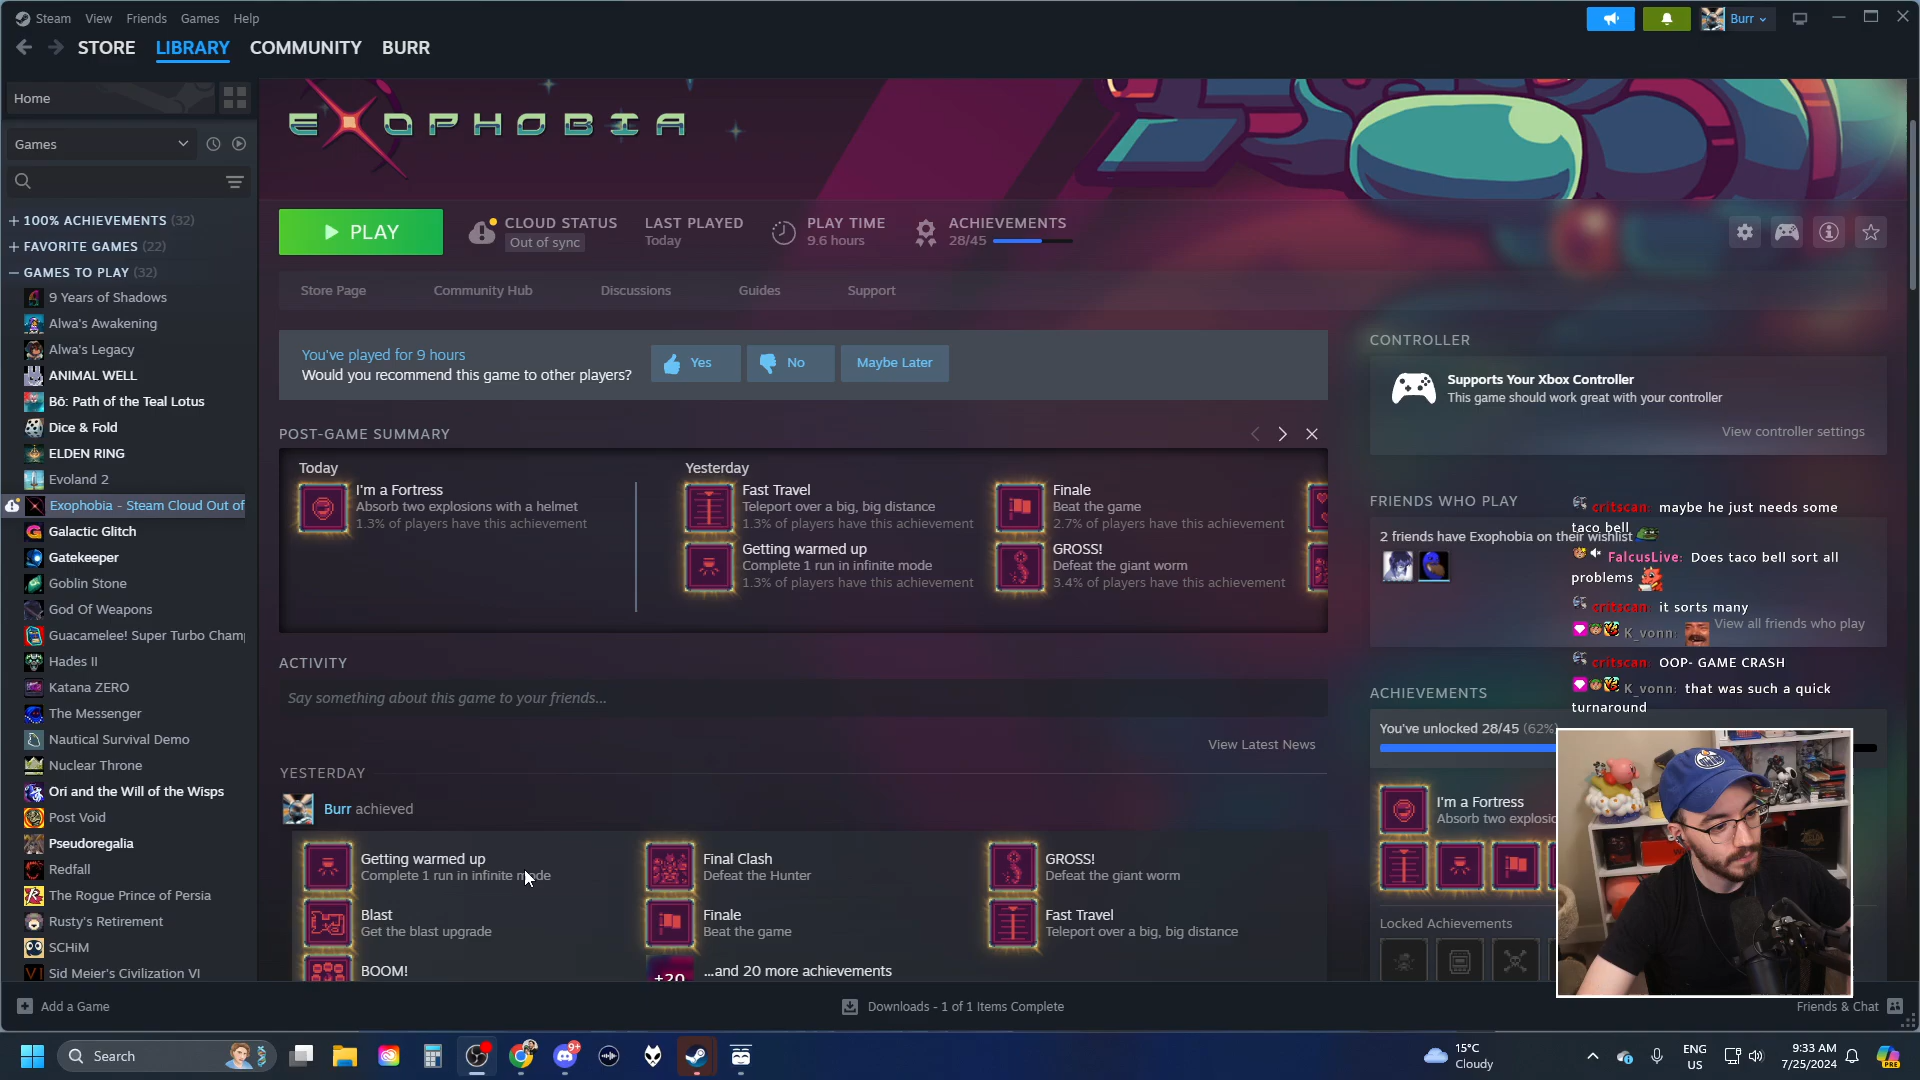 Steam View Friends Games Help
Burr
STORE LIBRARY COMMUNITY BURR
Home
Games
+ 100% ACHIEVEMENTS (32)
+ FAVORITE GAMES (22)
— GAMES TO PLAY (32)
9 Years of Shadows
Alwa's Awakening
Alwa's Legacy
ANIMAL WELL
Bō: Path of the Teal Lotus
Dice & Fold
ELDEN RING
Evoland 2
Exophobia - Steam Cloud Out of
Galactic Glitch
Gatekeeper
Goblin Stone
God Of Weapons
Guacamelee! Super Turbo Cham
Hades II
Katana ZERO
The Messenger
Nautical Survival Demo
Nuclear Throne
Ori and the Will of the Wisps
Post Void
Pseudoregalia
Redfall
The Rogue Prince of Persia
Rusty's Retirement
SCHiM
Sid Meier's Civilization VI
EXOPHOBIA
PLAY
CLOUD STATUS
Out of sync
LAST PLAYED
Today
PLAY TIME
9.6 hours
ACHIEVEMENTS
28/45
Store Page Community Hub Discussions Guides Support
You've played for 9 hours
Would you recommend this game to other players?
Yes No Maybe Later
POST-GAME SUMMARY
Today
I'm a Fortress
Absorb two explosions with a helmet
1.3% of players have this achievement
Yesterday
Fast Travel
Teleport over a big, big distance
1.3% of players have this achievement
Getting warmed up
Complete 1 run in infinite mode
1.3% of players have this achievement
Finale
Beat the game
2.7% of players have this achievement
GROSS!
Defeat the giant worm
3.4% of players have this achievement
ACTIVITY
Say something about this game to your friends...
View Latest News
YESTERDAY
Burr achieved
Getting warmed up
Complete 1 run in infinite mode
Final Clash
Defeat the Hunter
GROSS!
Defeat the giant worm
Blast
Get the blast upgrade
Finale
Beat the game
Fast Travel
Teleport over a big, big distance
BOOM!
+20
...and 20 more achievements
CONTROLLER
Supports Your Xbox Controller
This game should work great with your controller
View controller settings
FRIENDS WHO PLAY
2 friends have Exophobia on their wishlist
View all friends who play
critscan: maybe he just needs some
taco bell
FalcusLive: Does taco bell sort all
problems
critscan: it sorts many
K_vonn:
critscan: OOP- GAME CRASH
K_vonn: that was such a quick
turnaround
ACHIEVEMENTS
You've unlocked 28/45 (62%)
I'm a Fortress
Absorb two explosio
Locked Achievements
Add a Game
Downloads - 1 of 1 Items Complete
Friends & Chat
Search
9+
15°C
Cloudy
ENG
US
9:33 AM
7/25/2024
PRE